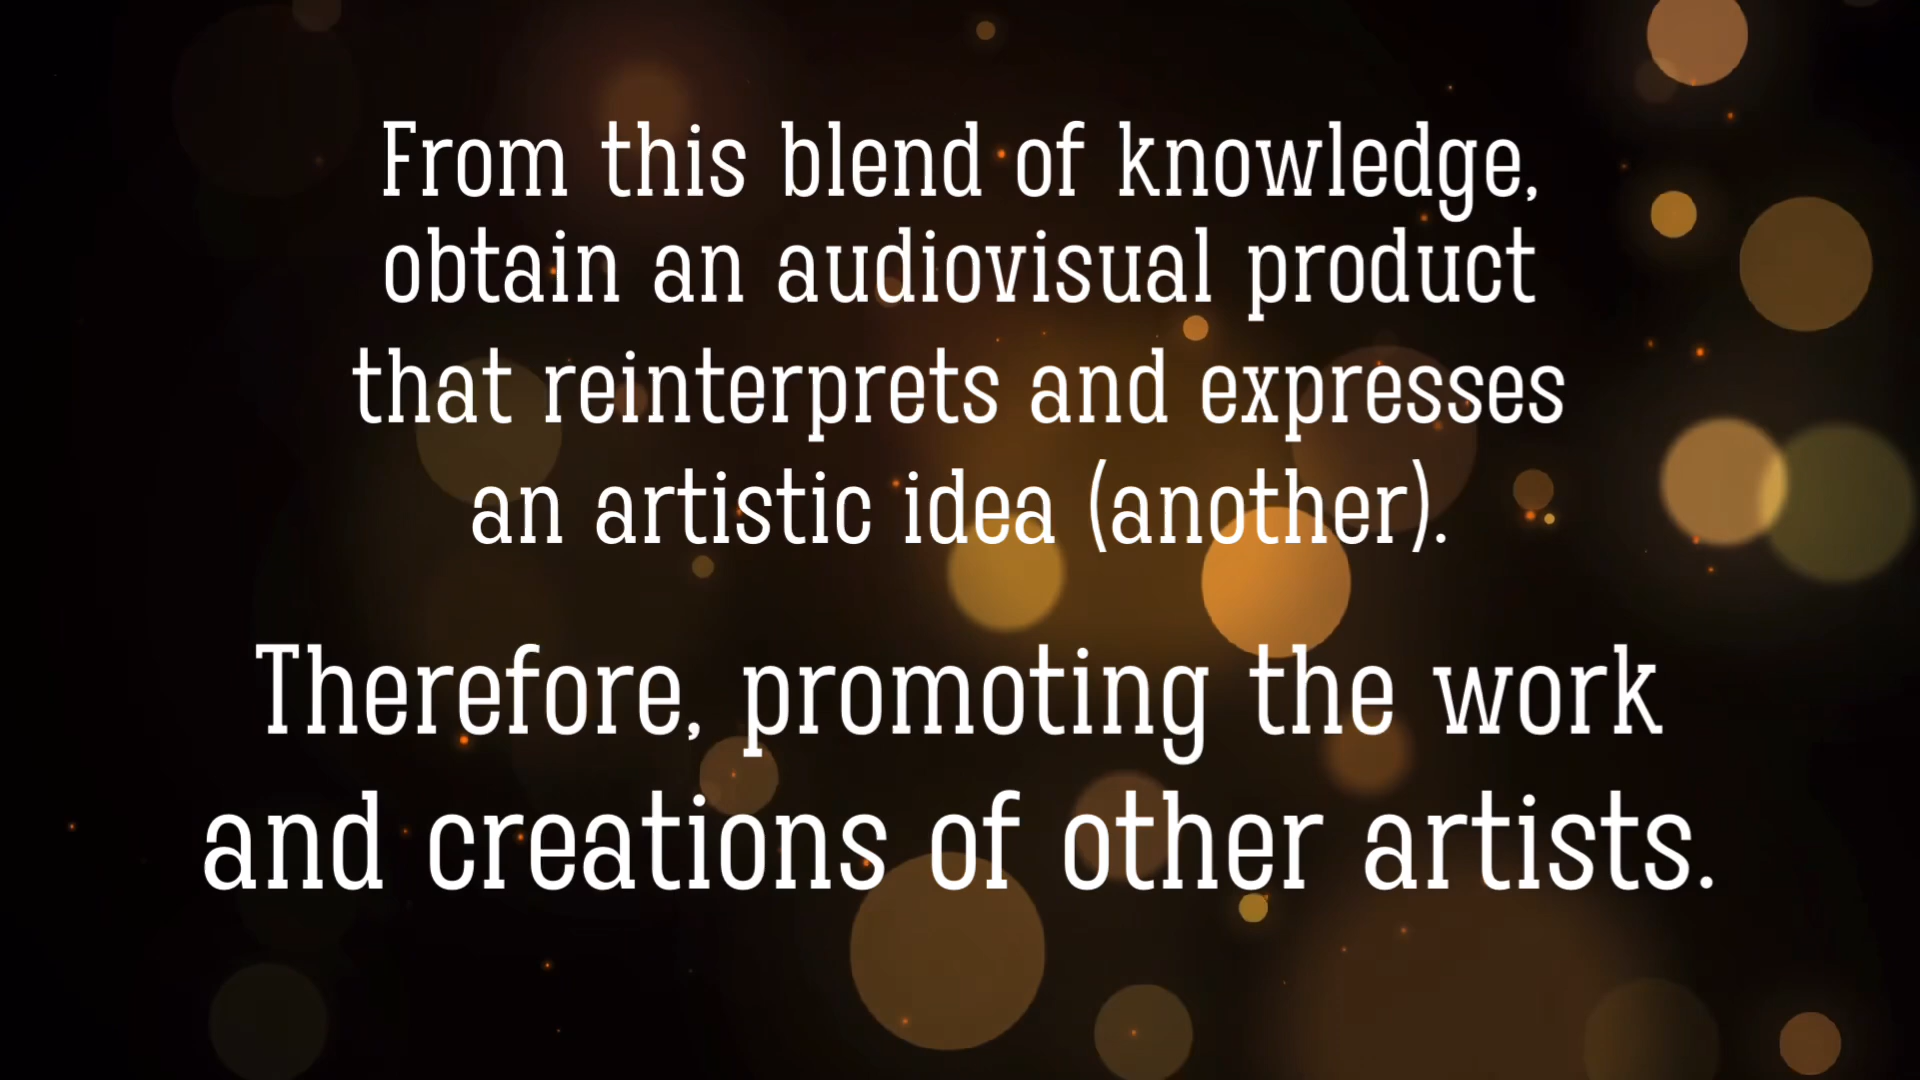 From this blend of knowledge,
obtain an audiovisual product
that reinterprets and expresses
an artistic idea (another).
Therefore, promoting the work
and creations of other artists.